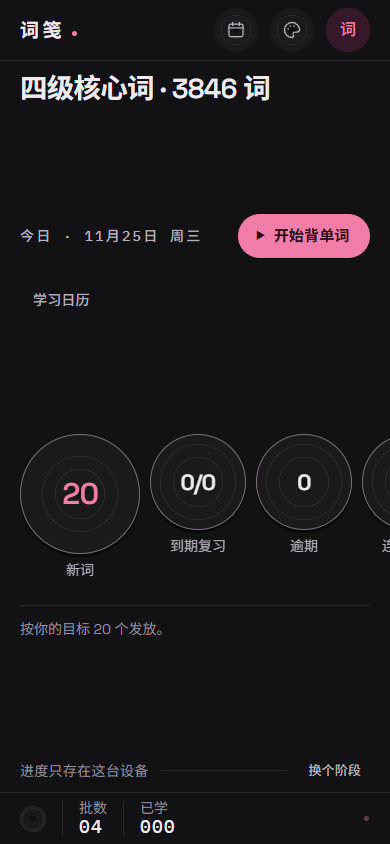 词笺
词
四级核心词 · 3846 词
今日 · 11月25日 周三
开始背单词
学习日历
20
0/0
0
新词
到期复习
逾期
按你的目标 20 个发放。
进度只存在这台设备
换个阶段
批数
04
已学
000